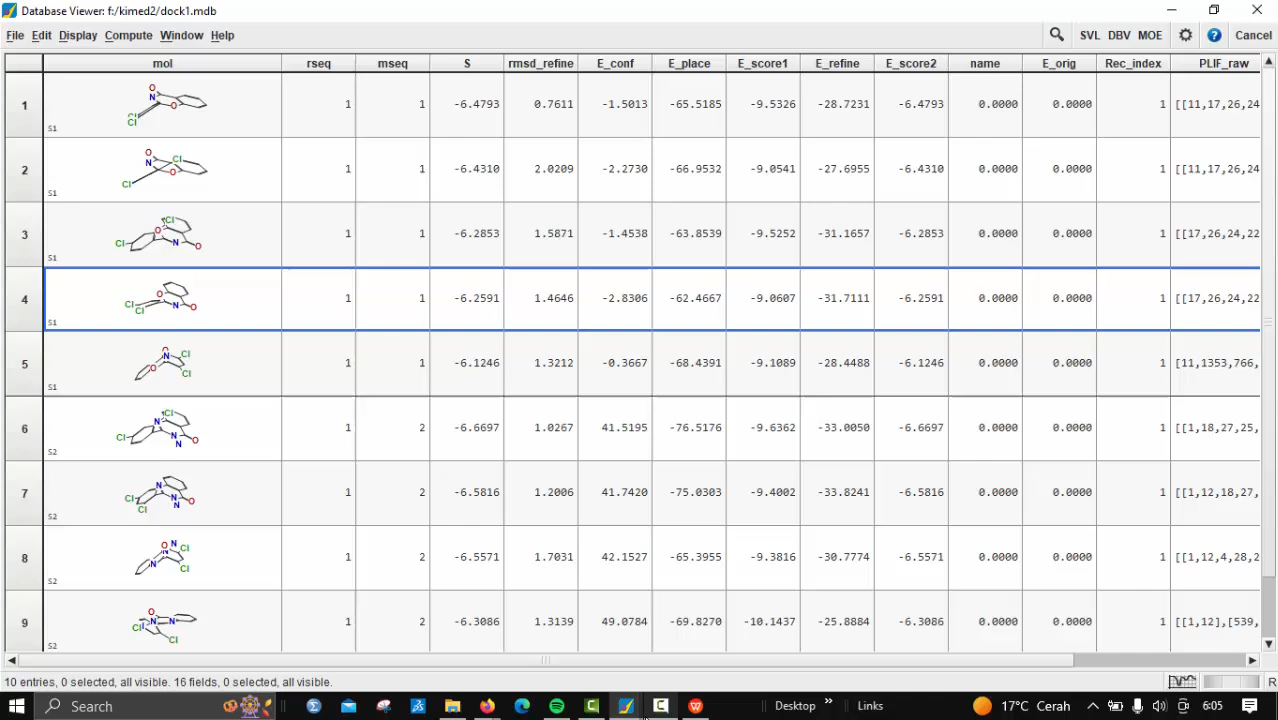 Database Viewer: f:/kimed2/dock1.mdb
File Edit Display Compute Window Help SVL DBV MOE Cancel
mol rseq mseq S rmsd_refine E_conf E_place E_score1 E_refine E_score2 name E_orig Rec_index PLIF_raw
1 S1 1 1 -6.4793 0.7611 -1.5013 -65.5185 -9.5326 -28.7231 -6.4793 0.0000 0.0000 1 [[11,17,26,24
2 S1 1 1 -6.4310 2.0209 -2.2730 -66.9532 -9.0541 -27.6955 -6.4310 0.0000 0.0000 1 [[11,17,26,24
3 S1 1 1 -6.2853 1.5871 -1.4538 -63.8539 -9.5252 -31.1657 -6.2853 0.0000 0.0000 1 [[17,26,24,22
4 S1 1 1 -6.2591 1.4646 -2.8306 -62.4667 -9.0607 -31.7111 -6.2591 0.0000 0.0000 1 [[17,26,24,22
5 S1 1 1 -6.1246 1.3212 -0.3667 -68.4391 -9.1089 -28.4488 -6.1246 0.0000 0.0000 1 [[11,1353,766,
6 S2 1 2 -6.6697 1.0267 41.5195 -76.5176 -9.6362 -33.0050 -6.6697 0.0000 0.0000 1 [[1,18,27,25,
7 S2 1 2 -6.5816 1.2006 41.7420 -75.0303 -9.4002 -33.8241 -6.5816 0.0000 0.0000 1 [[1,12,18,27,
8 S2 1 2 -6.5571 1.7031 42.1527 -65.3955 -9.3816 -30.7774 -6.5571 0.0000 0.0000 1 [[1,12,4,28,2
9 S2 1 2 -6.3086 1.3139 49.0784 -69.8270 -10.1437 -25.8884 -6.3086 0.0000 0.0000 1 [[1,12],[539,
10 entries, 0 selected, all visible. 16 fields, 0 selected, all visible. R
Search Desktop Links 17°C Cerah 6:05